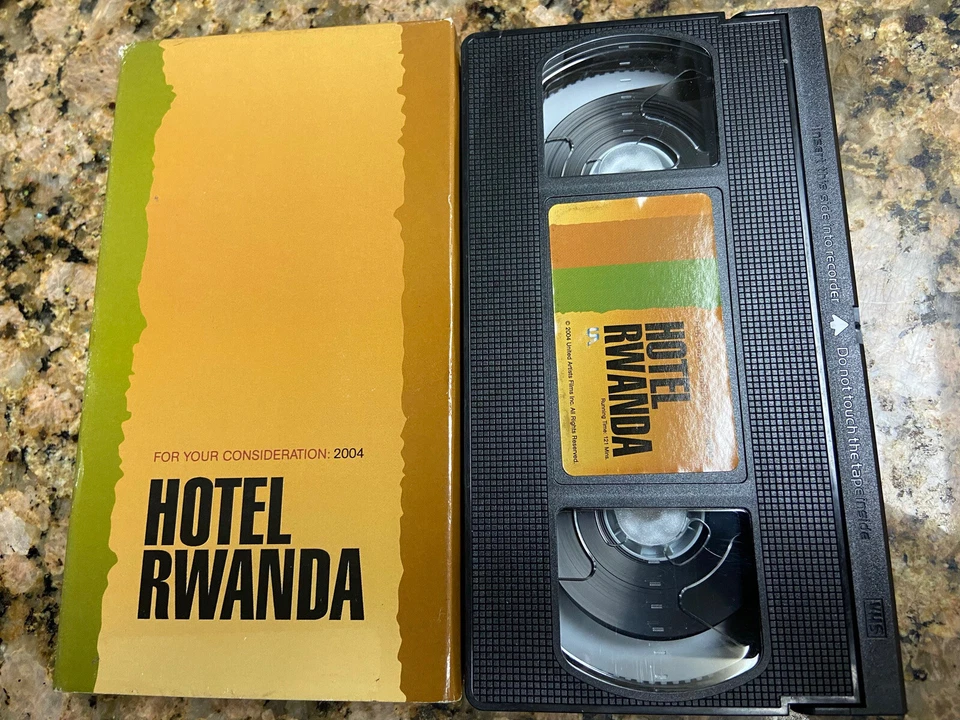 FOR YOUR CONSIDERATION: 2004
HOTEL
RWANDA
HOTEL
RWANDA
Running Time: 121 Mins.
UA
© 2004 United Artists Films Inc. All Rights Reserved.
Insert this side into recorder
Do not touch the tape inside
VHS